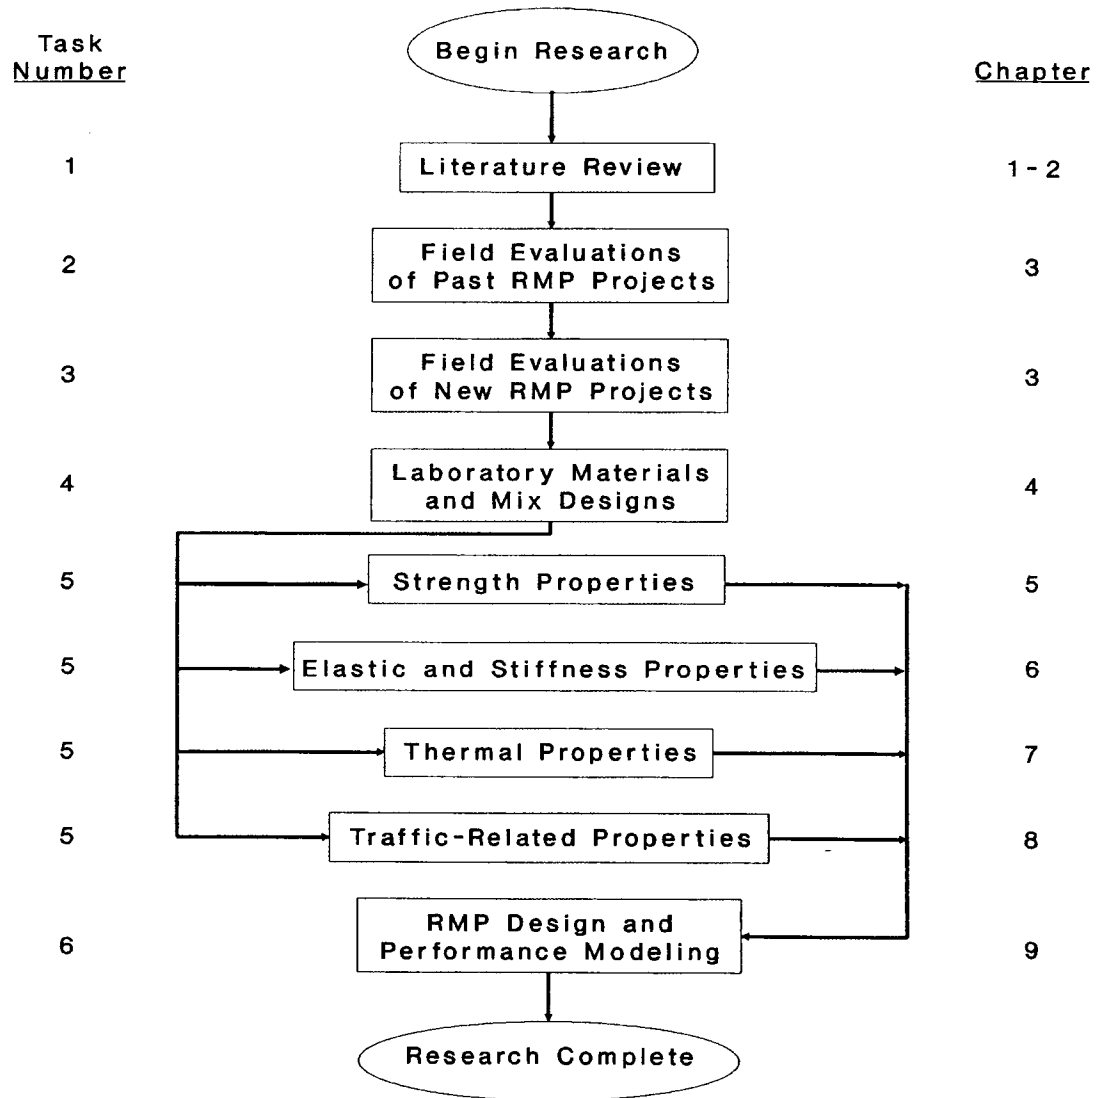 Task
Number
Begin Research
Chapter
1
Literature Review
1-2
2
Field Evaluations
of Past RMP Projects
3
3
Field Evaluations
of New RMP Projects
3
4
Laboratory Materials
and Mix Designs
4
5
Strength Properties
5
5
Elastic and Stiffness Properties
6
5
Thermal Properties
7
5
Traffic-Related Properties
8
6
RMP Design and
Performance Modeling
9
Research Complete